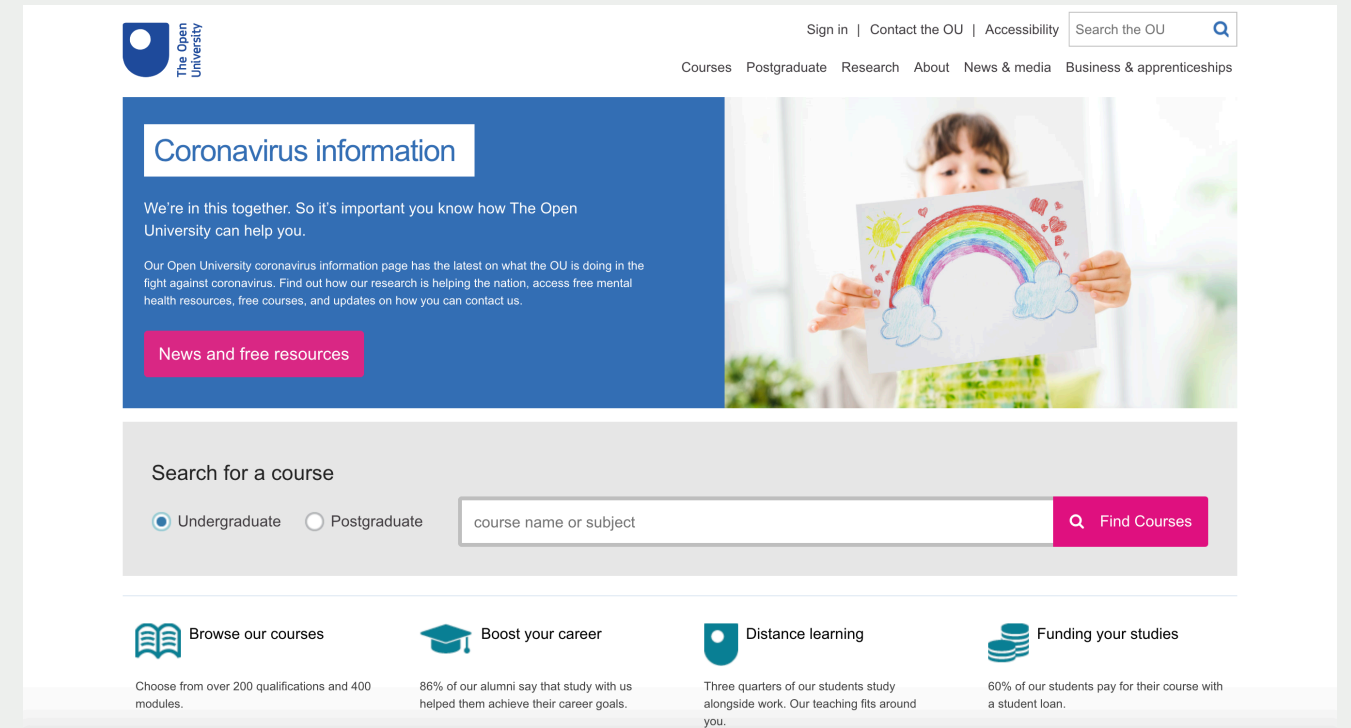 The Open
University
Sign in | Contact the OU | Accessibility
Search the OU
Courses Postgraduate Research About News & media Business & apprenticeships
Coronavirus information
We're in this together. So it's important you know how The Open
University can help you.
Our Open University coronavirus information page has the latest on what the OU is doing in the
fight against coronavirus. Find out how our research is helping the nation, access free mental
health resources, free courses, and updates on how you can contact us.
News and free resources
Search for a course
Undergraduate Postgraduate
course name or subject
Find Courses
Browse our courses
Choose from over 200 qualifications and 400
modules.
Boost your career
86% of our alumni say that study with us
helped them achieve their career goals.
Distance learning
Three quarters of our students study
alongside work. Our teaching fits around
you.
Funding your studies
60% of our students pay for their course with
a student loan.